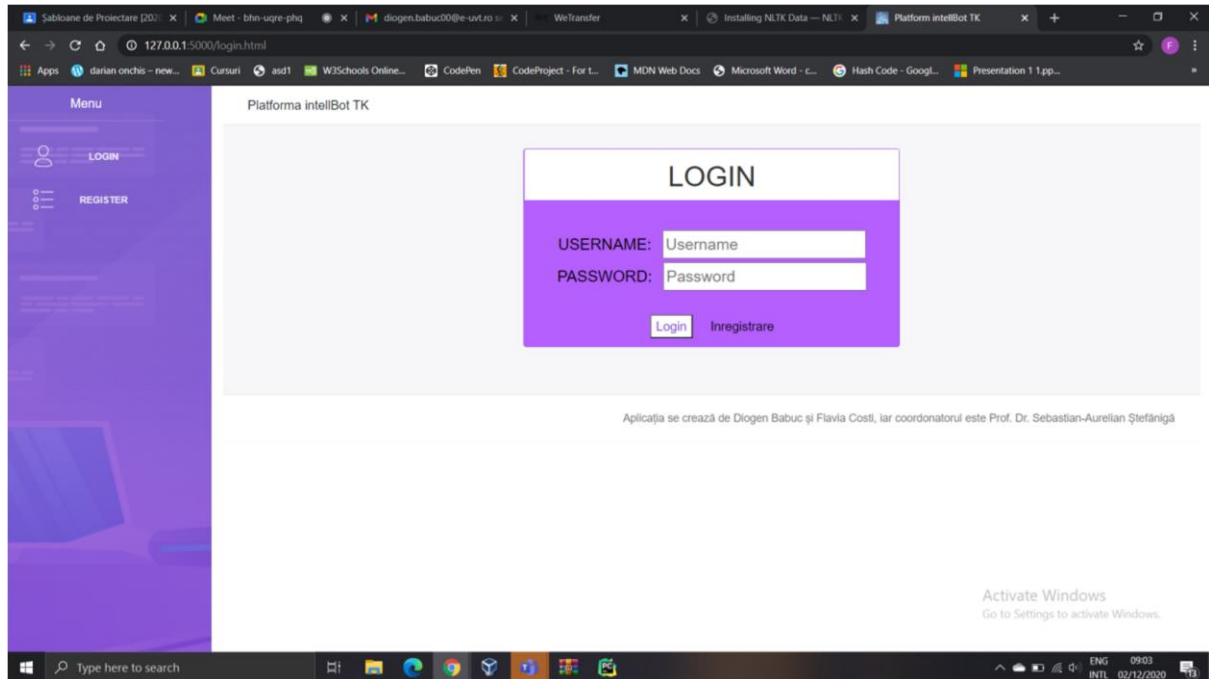 Șabloane de Proiectare [202
Meet - bhn-uqre-phq
diogen.babuc00@e-uvt.ro s
WeTransfer
Installing NLTK Data — NLTK
Platform intellBot TK
127.0.0.1:5000/login.html
F
Apps
darian onchis – new...
Cursuri
asd1
W3Schools Online...
CodePen
CodeProject - For t...
MDN Web Docs
Microsoft Word - c...
Hash Code - Googl...
Presentation 1 1.pp...
Menu
LOGIN
REGISTER
Platforma intellBot TK
LOGIN
USERNAME: Username
PASSWORD: Password
Login Inregistrare
Aplicația se crează de Diogen Babuc și Flavia Costi, iar coordonatorul este Prof. Dr. Sebastian-Aurelian Ștefănigă
Activate Windows
Go to Settings to activate Windows.
Type here to search
ENG
INTL
09:03
02/12/2020